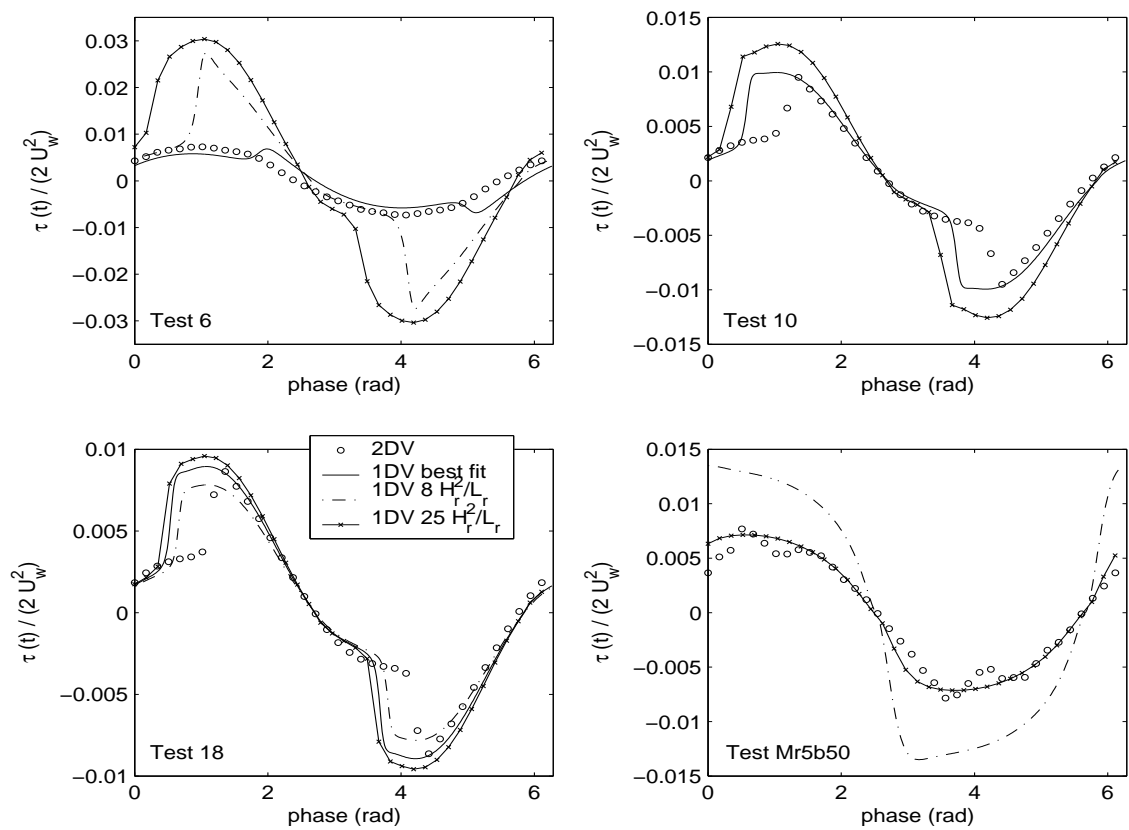 0.03
0.02
0.01
0
−0.01
−0.02
−0.03
τ (t) / (2 U_w^2)
Test 6
0 2 4 6
phase (rad)
0.015
0.01
0.005
0
−0.005
−0.01
−0.015
τ (t) / (2 U_w^2)
Test 10
0 2 4 6
phase (rad)
0.01
0.005
0
−0.005
−0.01
τ (t) / (2 U_w^2)
2DV
1DV best fit
1DV 8 H_r^2/L_r
1DV 25 H_r^2/L_r
Test 18
0 2 4 6
phase (rad)
0.015
0.01
0.005
0
−0.005
−0.01
−0.015
τ (t) / (2 U_w^2)
Test Mr5b50
0 2 4 6
phase (rad)